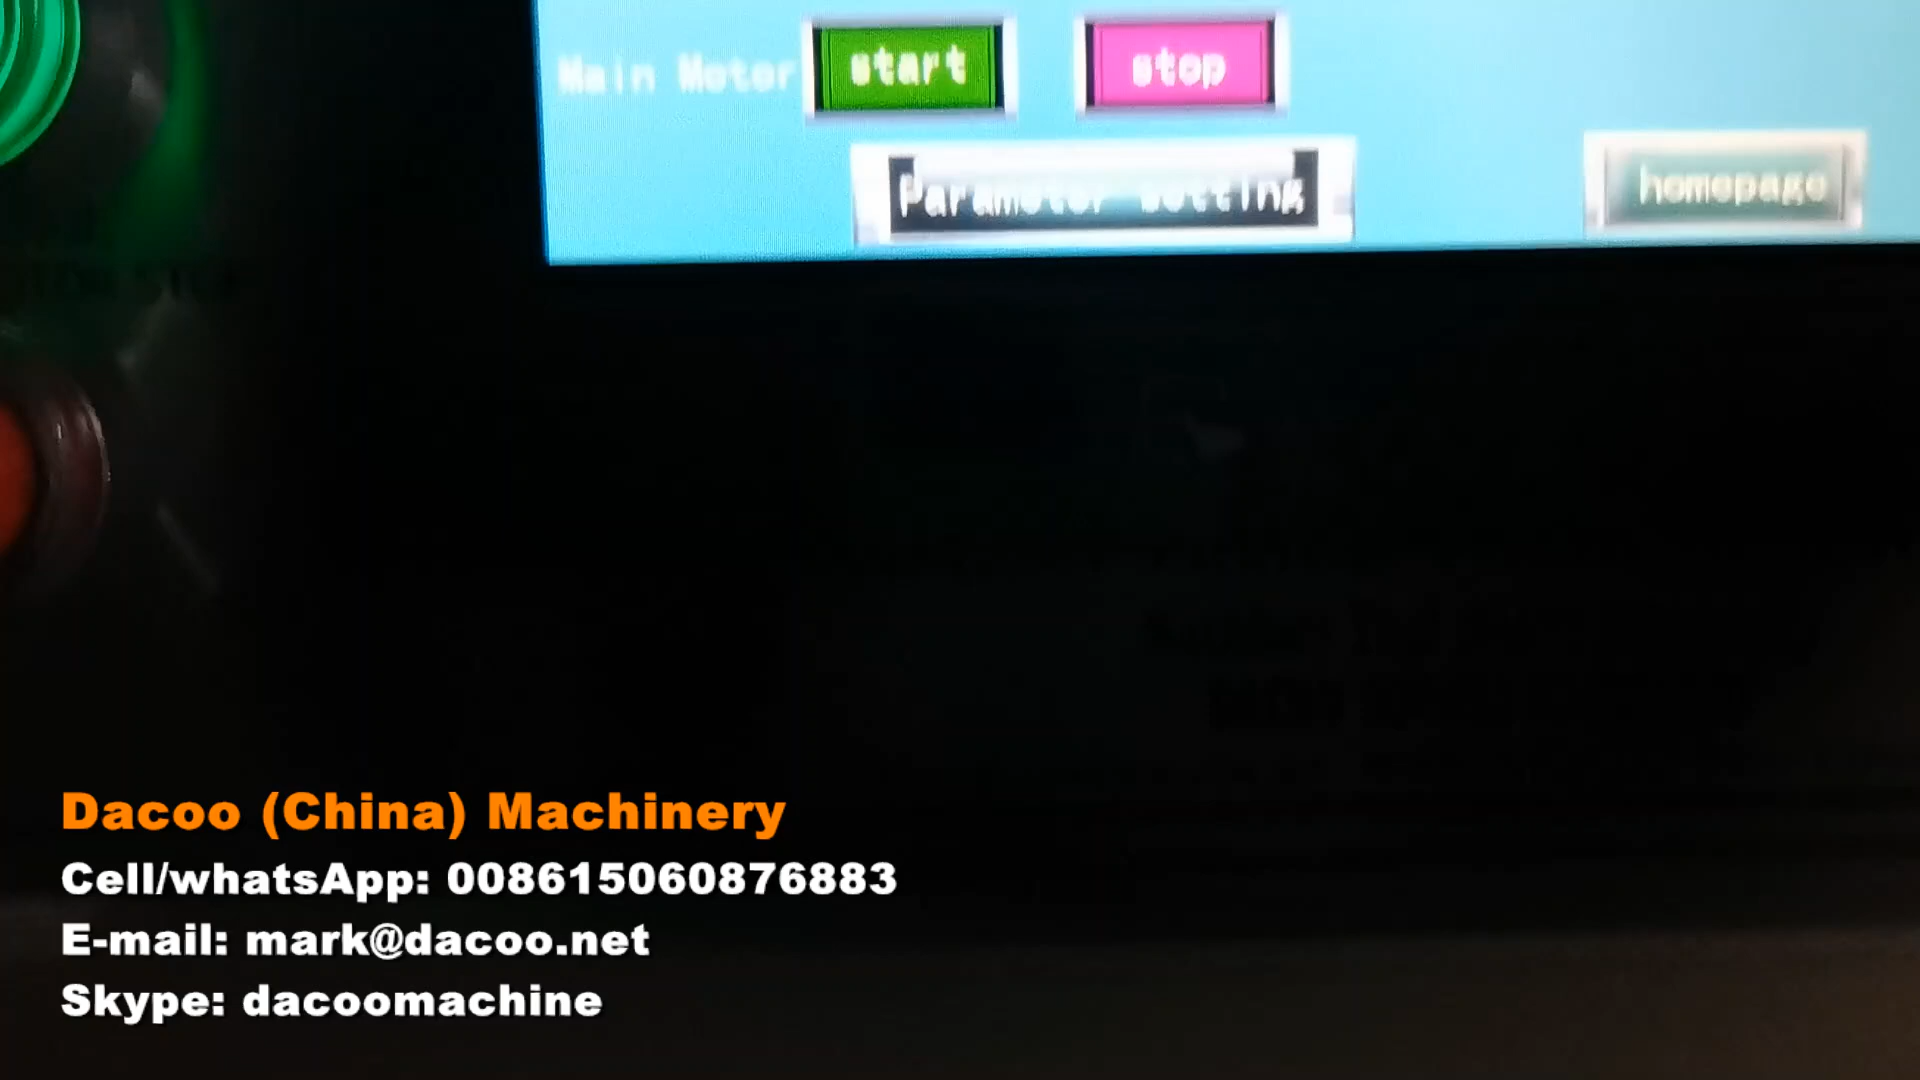 Main Motor start stop
Parameter setting homepage
Dacoo (China) Machinery
Cell/whatsApp: 008615060876883
E-mail: mark@dacoo.net
Skype: dacoomachine